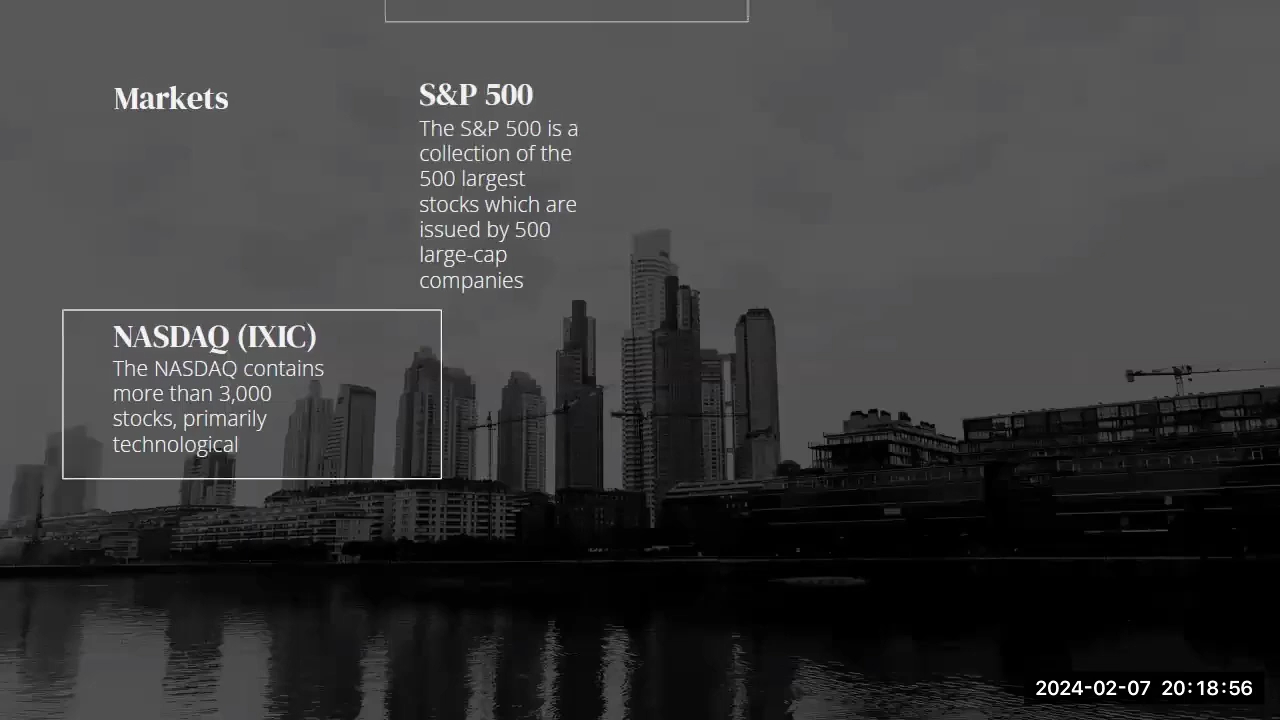 Markets
S&P 500
The S&P 500 is a
collection of the
500 largest
stocks which are
issued by 500
large-cap
companies
NASDAQ (IXIC)
The NASDAQ contains
more than 3,000
stocks, primarily
technological
2024-02-07 20:18:56